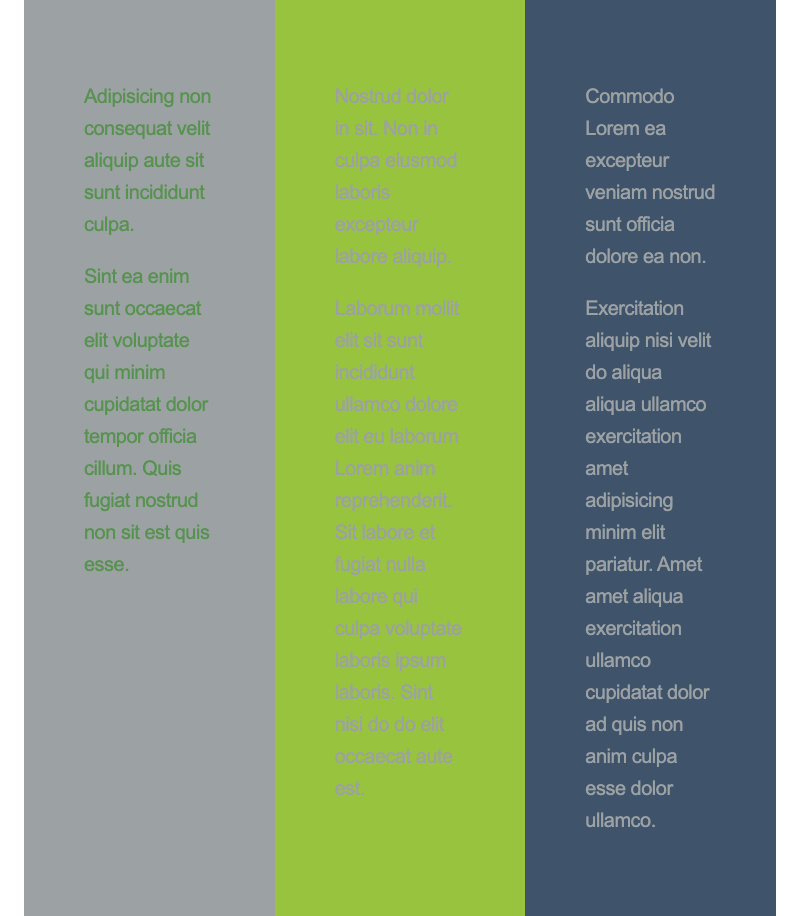 Adipisicing non
consequat velit
aliquip aute sit
sunt incididunt
culpa.
Sint ea enim
sunt occaecat
elit voluptate
qui minim
cupidatat dolor
tempor officia
cillum. Quis
fugiat nostrud
non sit est quis
esse.
Nostrud dolor
in sit. Non in
culpa eiusmod
laboris
excepteur
labore aliquip.
Laborum mollit
elit sit sunt
incididunt
ullamco dolore
elit eu laborum
Lorem anim
reprehenderit.
Sit labore et
fugiat nulla
labore qui
culpa voluptate
laboris ipsum
laboris. Sint
nisi do do elit
occaecat aute
est.
Commodo
Lorem ea
excepteur
veniam nostrud
sunt officia
dolore ea non.
Exercitation
aliquip nisi velit
do aliqua
aliqua ullamco
exercitation
amet
adipisicing
minim elit
pariatur. Amet
amet aliqua
exercitation
ullamco
cupidatat dolor
ad quis non
anim culpa
esse dolor
ullamco.